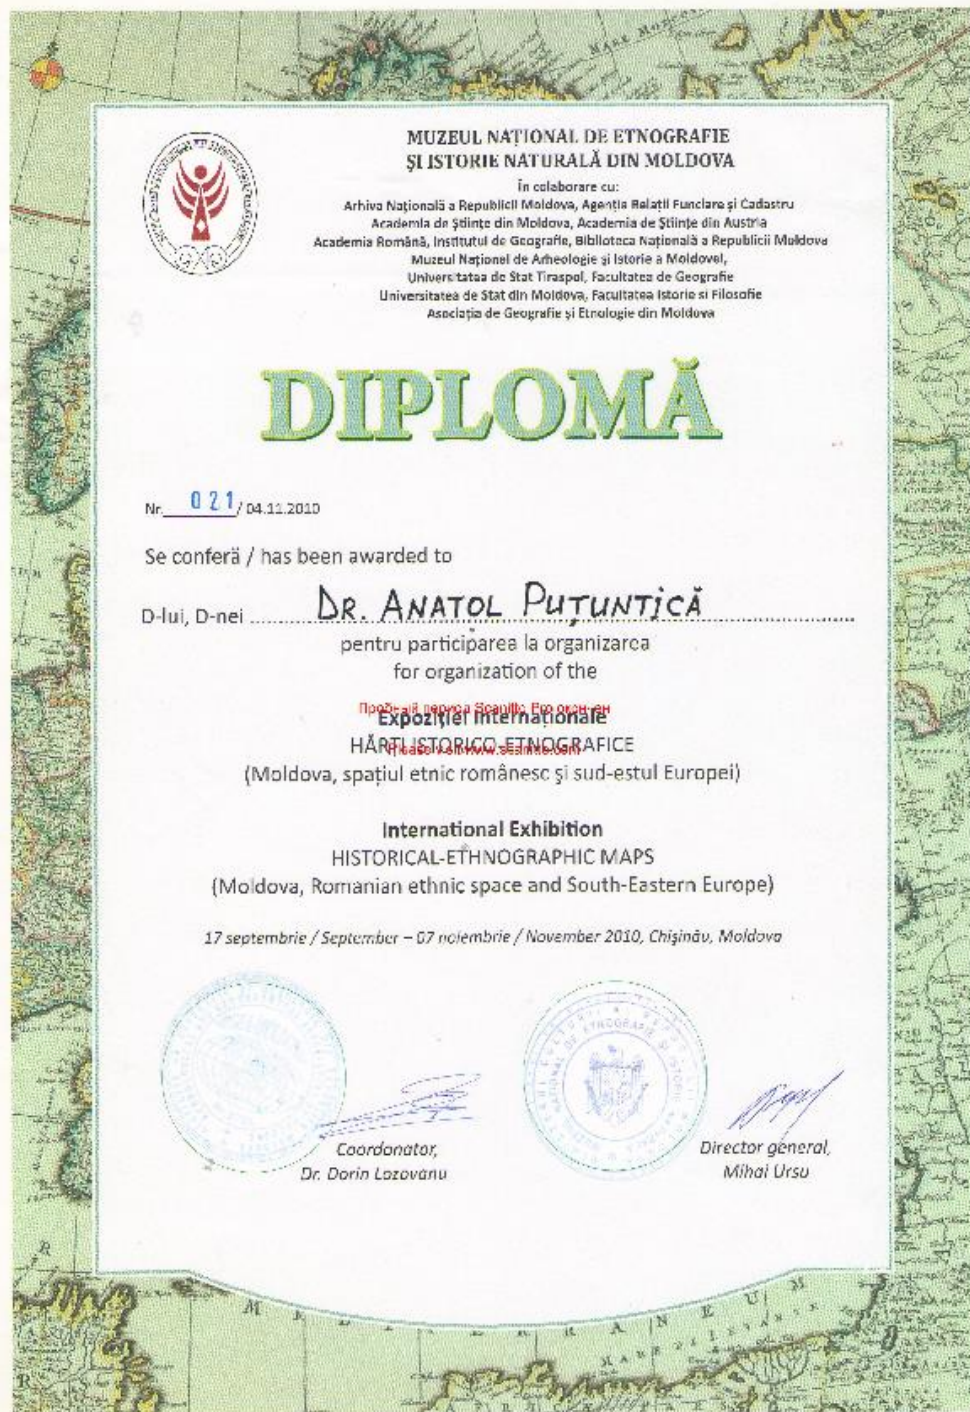 MUZEUL NAȚIONAL DE ETNOGRAFIE
ȘI ISTORIE NATURALĂ DIN MOLDOVA
În colaborare cu:
Arhiva Națională a Republicii Moldova, Agenția Relații Funciare și Cadastru
Academia de Științe din Moldova, Academia de Științe din Austria
Academia Română, Institutul de Geografie, Biblioteca Națională a Republicii Moldova
Muzeul Național de Arheologie și Istorie a Moldovei,
Universitatea de Stat Tiraspol, Facultatea de Geografie
Universitatea de Stat din Moldova, Facultatea Istorie si Filosofie
Asociația de Geografie și Etnologie din Moldova
DIPLOMĂ
Nr. 021/ 04.11.2010
Se conferă / has been awarded to
D-lui, D-nei DR. ANATOL PUȚUNTICĂ
pentru participarea la organizarea
for organization of the
Expoziției Internaționale
HĂRȚI ISTORICO-ETNOGRAFICE
(Moldova, spațiul etnic românesc și sud-estul Europei)
International Exhibition
HISTORICAL-ETHNOGRAPHIC MAPS
(Moldova, Romanian ethnic space and South-Eastern Europe)
17 septembrie / September – 07 noiembrie / November 2010, Chișinău, Moldova
Coordonator,
Dr. Dorin Lozovanu
Director general,
Mihai Ursu